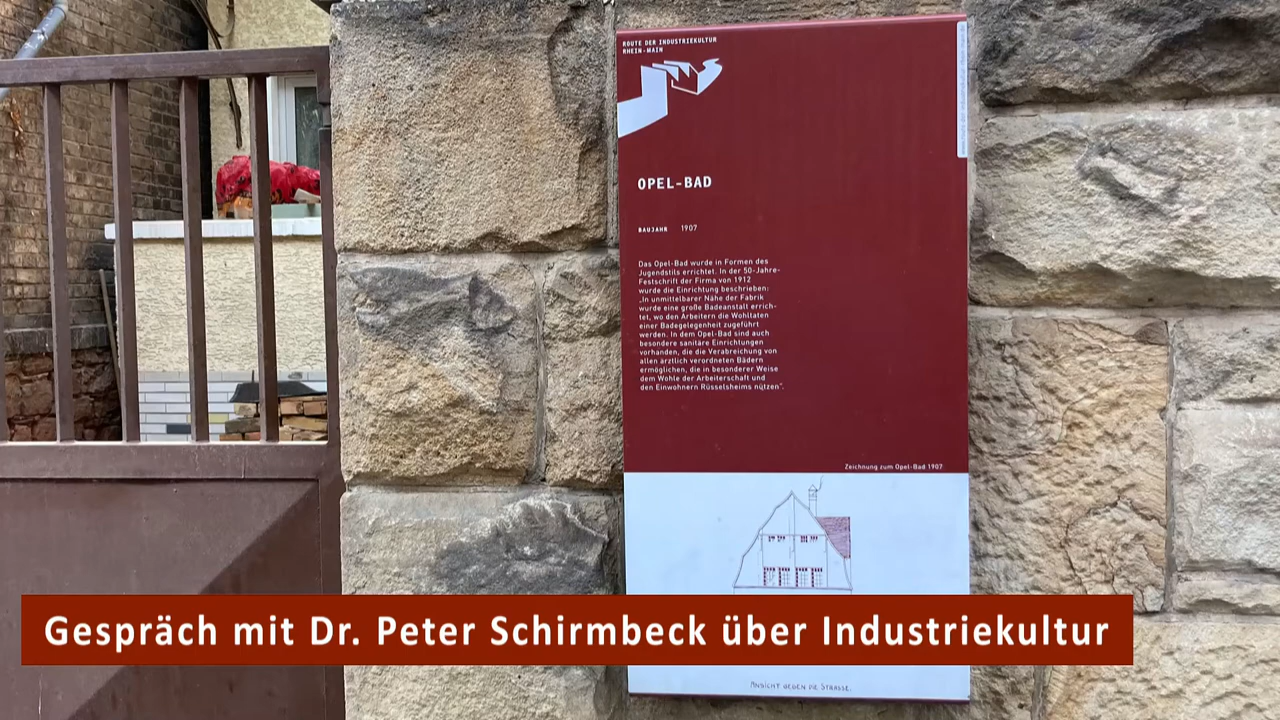 ROUTE DER INDUSTRIEKULTUR
RHEIN-MAIN
OPEL-BAD
BAUJAHR 1907
Das Opel-Bad wurde in Formen des
Jugendstils errichtet. In der 50-Jahre-
Festschrift der Firma von 1912
wurde die Einrichtung beschrieben:
„In unmittelbarer Nähe der Fabrik
wurde eine große Badeanstalt errich-
tet, wo den Arbeitern die Wohltaten
einer Badegelegenheit zugeführt
werden. In dem Opel-Bad sind auch
besondere sanitäre Einrichtungen
vorhanden, die die Verabreichung von
allen ärztlich verordneten Bädern
ermöglichen, die in besonderer Weise
dem Wohle der Arbeiterschaft und
den Einwohnern Rüsselsheims nützen“.
Zeichnung zum Opel-Bad 1907
Gespräch mit Dr. Peter Schirmbeck über Industriekultur
ANSICHT GEGEN DIE STRASSE.